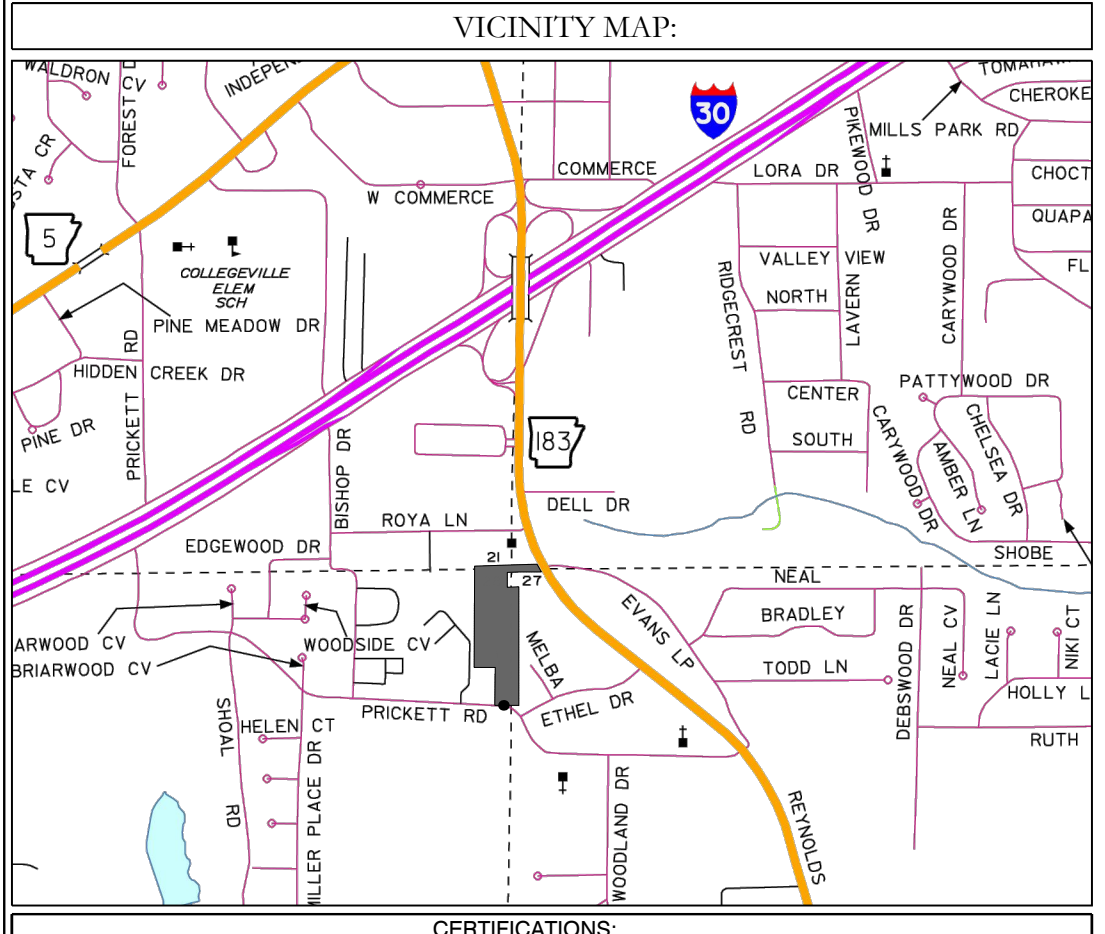 VICINITY MAP:
WALDRON
CV
FOREST D
INDEPEN
30
TOMAHAW
CHEROKE
MILLS PARK RD
PIKEWOOD DR
STA CR
COMMERCE
W COMMERCE
LORA DR
CHOCT
QUAPA
FL
5
COLLEGEVILLE
ELEM
SCH
VALLEY VIEW
NORTH
LAVERN
CARYWOOD DR
RIDGECREST
RD
PINE MEADOW DR
HIDDEN CREEK DR
PRICKETT RD
PINE DR
LE CV
CENTER
SOUTH
PATTYWOOD DR
CARYWOOD DR
AMBER LN
CHELSEA DR
183
BISHOP DR
DELL DR
ROYA LN
EDGEWOOD DR
SHOBE
21
27
NEAL
BRADLEY
EVANS LP
TODD LN
DEBSWOOD DR
NEAL CV
LACIE LN
NIKI CT
HOLLY L
RUTH
ARWOOD CV
WOODSIDE CV
BRIARWOOD CV
MELBA
ETHEL DR
PRICKETT RD
SHOAL
RD
HELEN CT
MILLER PLACE DR
WOODLAND DR
REYNOLDS
CERTIFICATIONS: